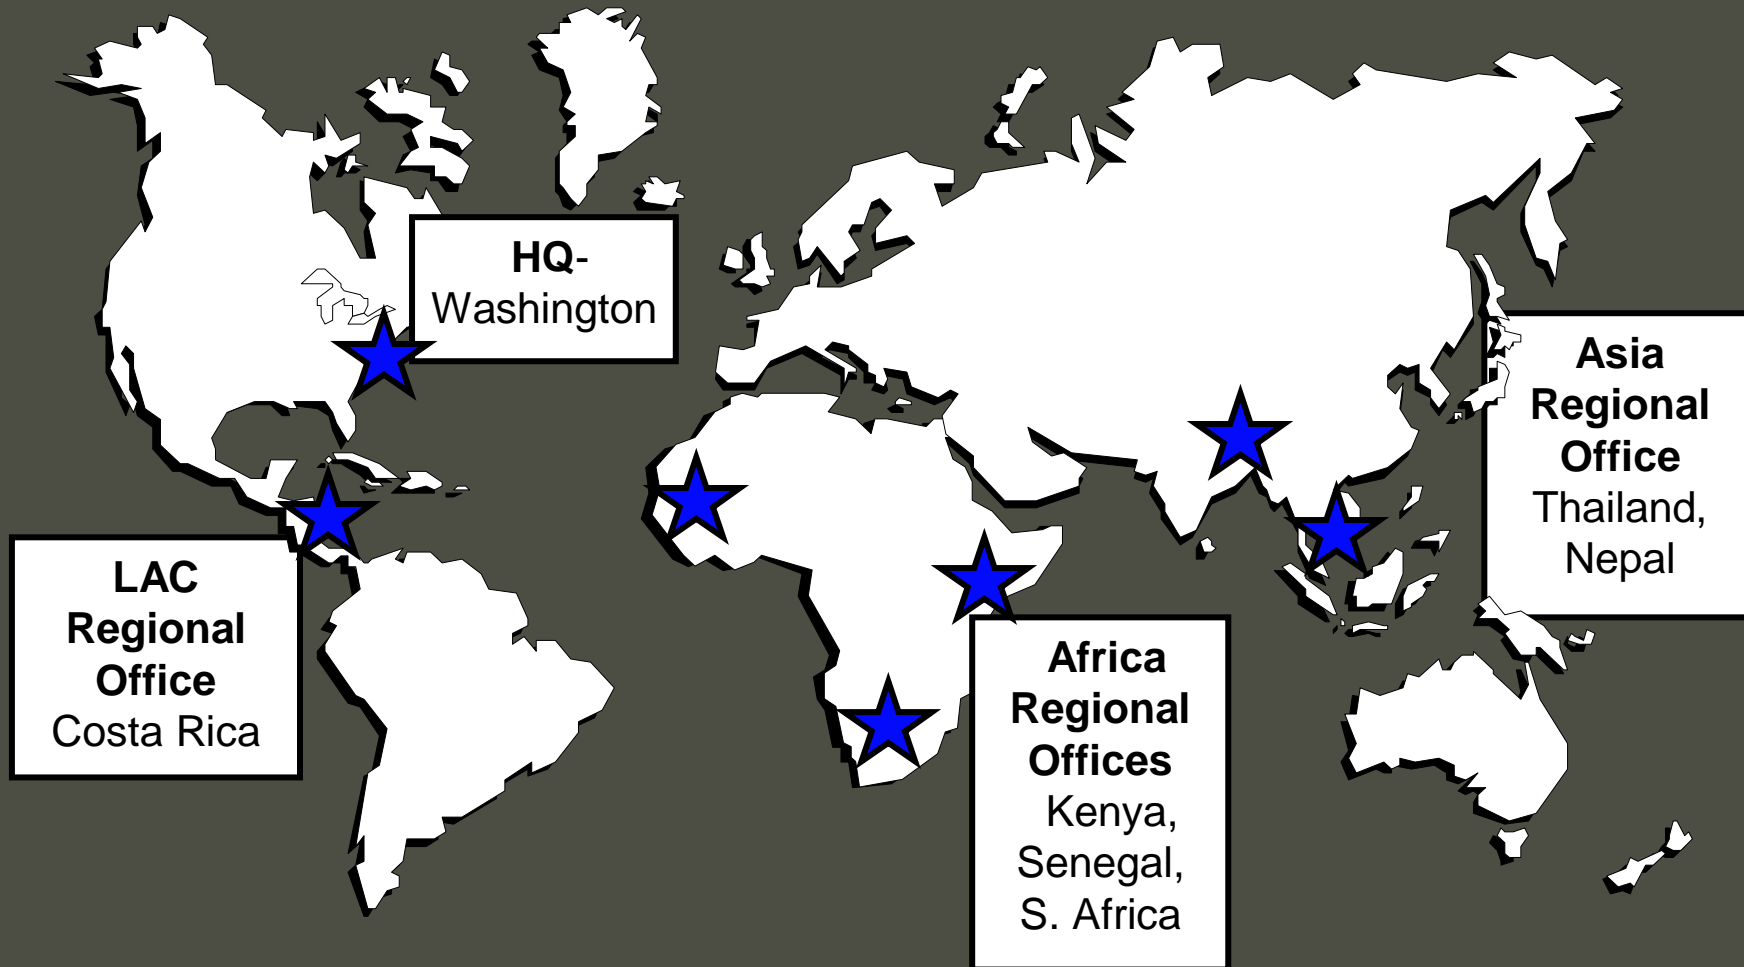 HQ-
Washington
Asia
Regional
Office
Thailand,
Nepal
LAC
Regional
Office
Costa Rica
Africa
Regional
Offices
Kenya,
Senegal,
S. Africa